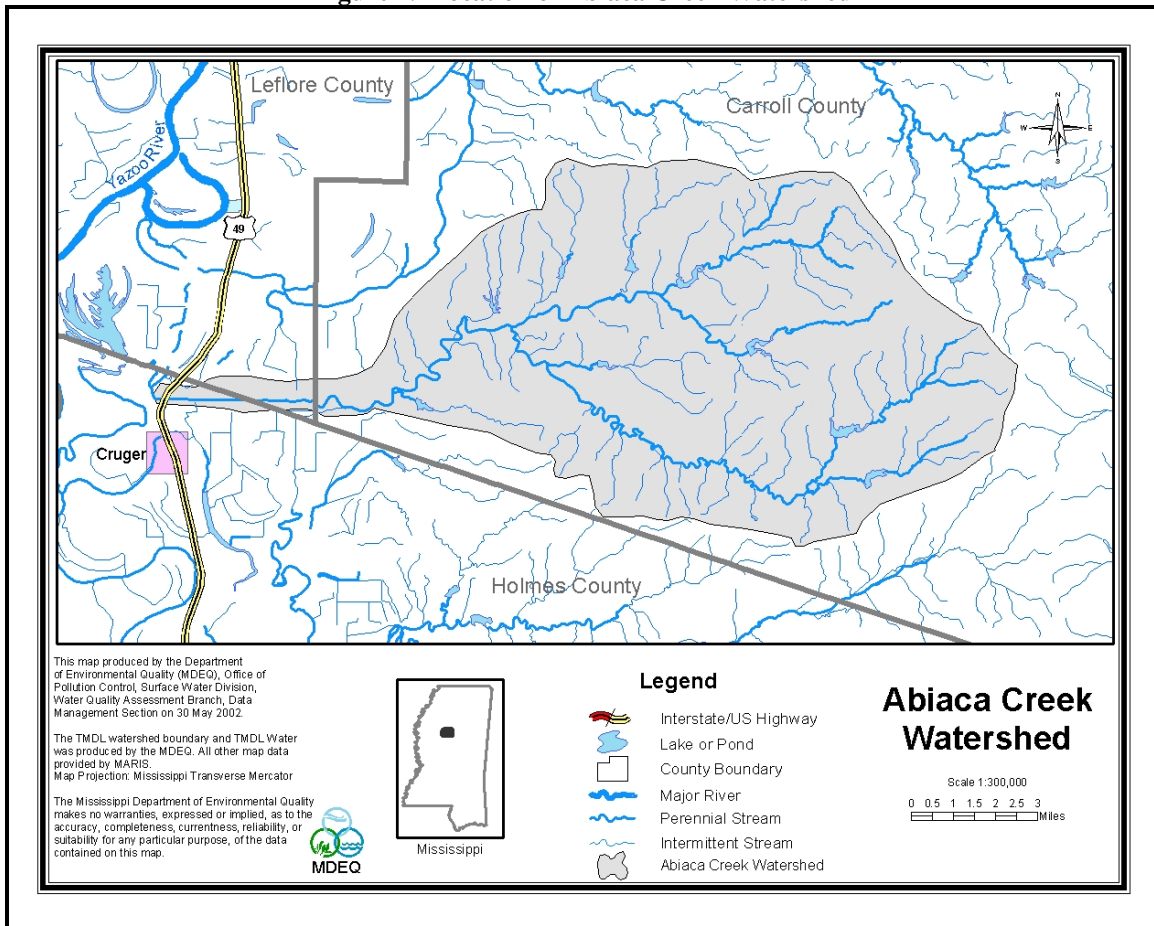 Leflore County
Carroll County
N
W
E
S
Yazoo River
49
Cruger
Holmes County
This map produced by the Department
of Environmental Quality (MDEQ), Office of
Pollution Control, Surface Water Division,
Water Quality Assessment Branch, Data
Management Section on 30 May 2002.
The TMDL watershed boundary and TMDL Water
was produced by the MDEQ. All other map data
provided by MARIS.
Map Projection: Mississippi Transverse Mercator
The Mississippi Department of Environmental Quality
makes no warranties, expressed or implied, as to the
accuracy, completeness, currentness, reliability, or
suitability for any particular purpose, of the data
contained on this map.
MDEQ
Mississippi
Legend
Interstate/US Highway
Lake or Pond
County Boundary
Major River
Perennial Stream
Intermittent Stream
Abiaca Creek Watershed
Abiaca Creek
Watershed
Scale 1:300,000
0 0.5 1 1.5 2 2.5 3
Miles